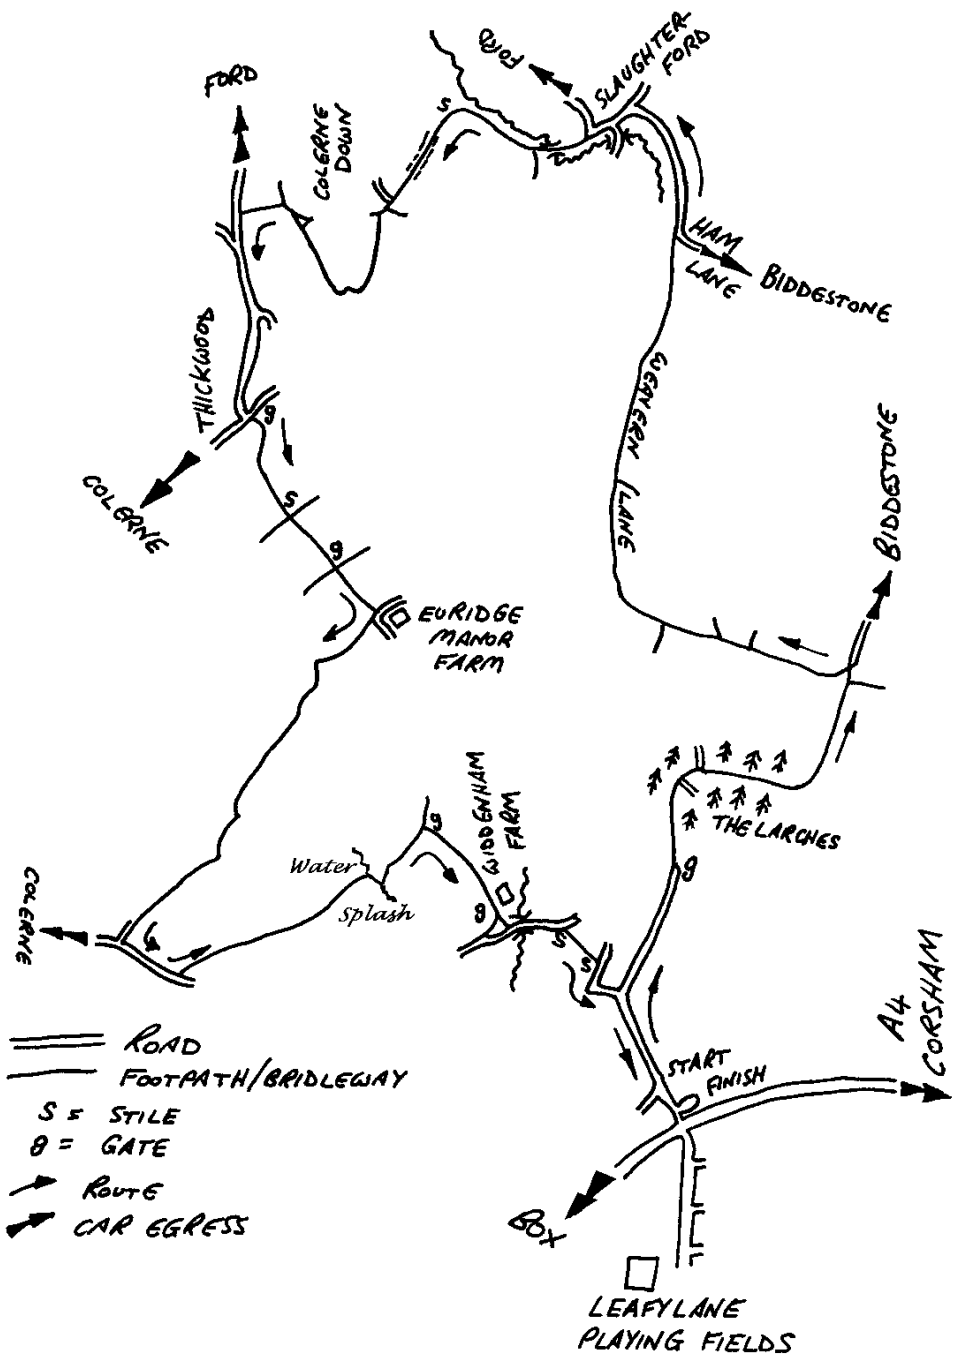 FORD
SLAUGHTER-
FORD
FORD
COLERNE
DOWN
S
HAM
LANE
BIDDESTONE
THICKWOOD
g
COLERNE
WEAVERN LANE
BIDDESTONE
S
g
EURIDGE
MANOR
FARM
THE LARCHES
WIDDENHAM
FARM
g
g
Water
Splash
COLERNE
g
S
S
A4
CORSHAM
START
FINISH
ROAD
FOOTPATH/BRIDLEWAY
S = STILE
g = GATE
ROUTE
CAR EGRESS
BOX
LEAFYLANE
PLAYING FIELDS